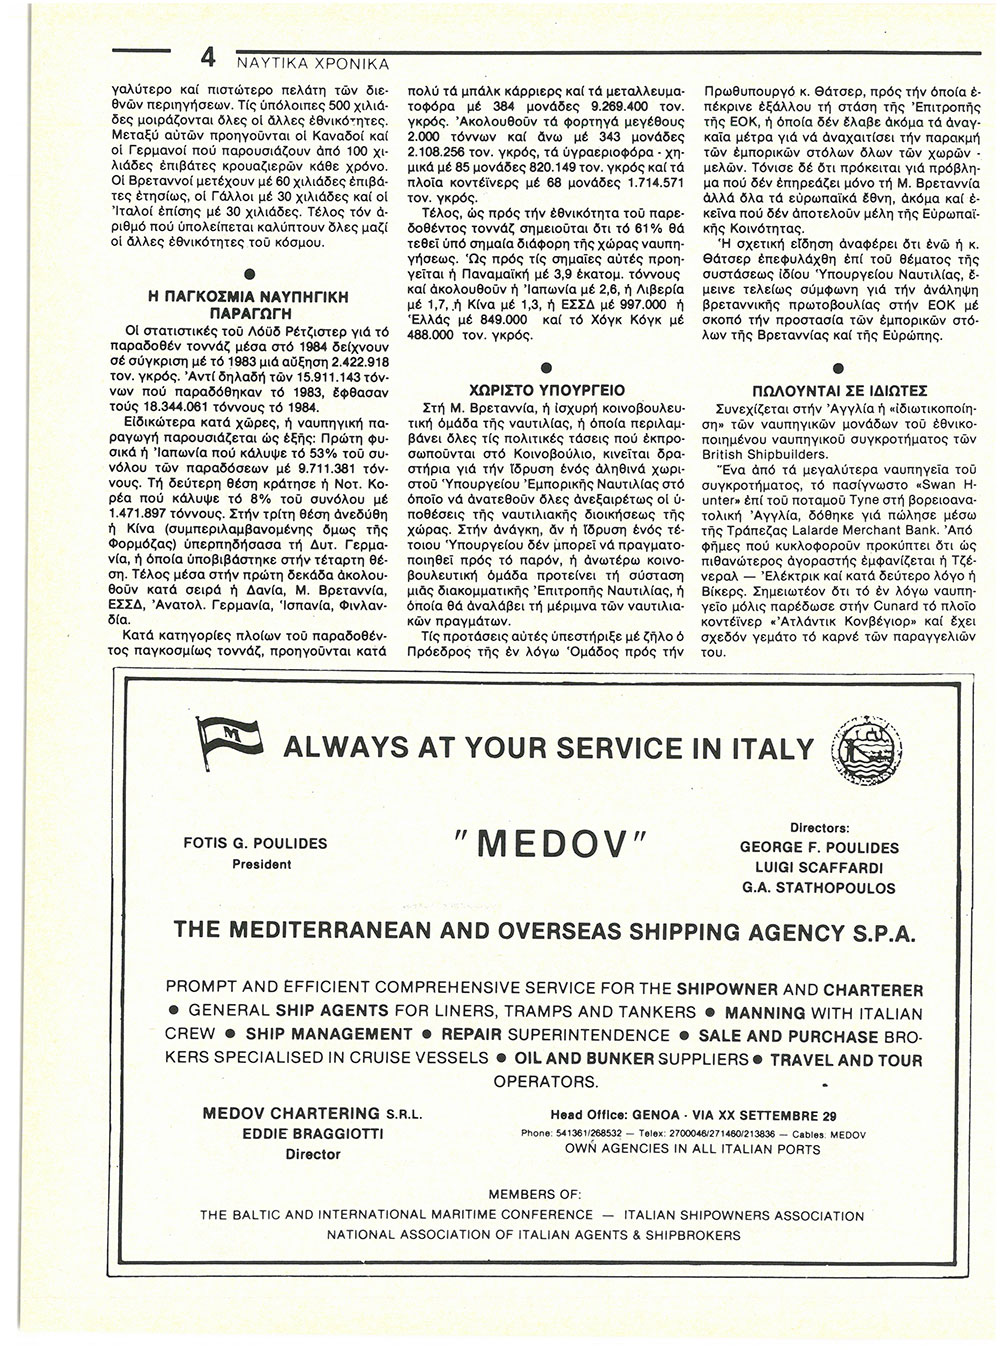 4 ΝΑΥΤΙΚΑ ΧΡΟΝΙΚΑ
γαλύτερο καί πιστώτερο πελάτη τῶν διε-
θνῶν περιηγήσεων. Τίς ὑπόλοιπες 500 χιλιά-
δες μοιράζονται ὅλες οἱ ἄλλες ἐθνικότητες.
Μεταξύ αὐτῶν προηγοῦνται οἱ Καναδοί καί
οἱ Γερμανοί πού παρουσιάζουν ἀπό 100 χι-
λιάδες ἐπιβάτες κρουαζιερῶν κάθε χρόνο.
Οἱ Βρεταννοί μετέχουν μέ 60 χιλιάδες ἐπιβά-
τες ἐτησίως, οἱ Γάλλοι μέ 30 χιλιάδες καί οἱ
Ἰταλοί ἐπίσης μέ 30 χιλιάδες. Τέλος τόν ἀ-
ριθμό πού ὑπολείπεται καλύπτουν ὅλες μαζί
οἱ ἄλλες ἐθνικότητες τοῦ κόσμου.
●
Η ΠΑΓΚΟΣΜΙΑ ΝΑΥΠΗΓΙΚΗ
ΠΑΡΑΓΩΓΗ
Οἱ στατιστικές τοῦ Λόϋδ Ρέτζιστερ γιά τό
παραδοθέν τοννάζ μέσα στό 1984 δείχνουν
σέ σύγκριση μέ τό 1983 μιά αὔξηση 2.422.918
τον. γκρός. Ἀντί δηλαδή τῶν 15.911.143 τόν-
νων πού παραδόθηκαν τό 1983, ἔφθασαν
τούς 18.344.061 τόννους τό 1984.
Εἰδικώτερα κατά χῶρες, ἡ ναυπηγική πα-
ραγωγή παρουσιάζεται ὡς ἑξῆς: Πρώτη φυ-
σικά ἡ Ἰαπωνία πού κάλυψε τό 53% τοῦ συ-
νόλου τῶν παραδόσεων μέ 9.711.381 τόν-
νους. Τή δεύτερη θέση κράτησε ἡ Νοτ. Κο-
ρέα πού κάλυψε τό 8% τοῦ συνόλου μέ
1.471.897 τόννους. Στήν τρίτη θέση ἀνεδύθη
ἡ Κίνα (συμπεριλαμβανομένης ὅμως τῆς
Φορμόζας) ὑπερπηδήσασα τή Δυτ. Γερμα-
νία, ἡ ὁποία ὑποβιβάστηκε στήν τέταρτη θέ-
ση. Τέλος μέσα στήν πρώτη δεκάδα ἀκολου-
θοῦν κατά σειρά ἡ Δανία, Μ. Βρεταννία,
ΕΣΣΔ, Ἀνατολ. Γερμανία, Ἱσπανία, Φινλαν-
δία.
Κατά κατηγορίες πλοίων τοῦ παραδοθέν-
τος παγκοσμίως τοννάζ, προηγοῦνται κατά
πολύ τά μπάλκ κάρριερς καί τά μεταλλευμα-
τοφόρα μέ 384 μονάδες 9.269.400 τον.
γκρός. Ἀκολουθοῦν τά φορτηγά μεγέθους
2.000 τόννων καί ἄνω μέ 343 μονάδες
2.108.256 τον. γκρός, τά ὑγραεριοφόρα - χη-
μικά μέ 85 μονάδες 820.149 τον. γκρός καί τά
πλοῖα κοντέϊνερς μέ 68 μονάδες 1.714.571
τον. γκρός.
Τέλος, ὡς πρός τήν ἐθνικότητα τοῦ παρε-
δοθέντος τοννάζ σημειοῦται ὅτι τό 61% θά
τεθεῖ ὑπό σημαία διάφορη τῆς χώρας ναυπη-
γήσεως. Ὡς πρός τίς σημαῖες αὐτές προη-
γεῖται ἡ Παναμαϊκή μέ 3,9 ἑκατομ. τόννους
καί ἀκολουθοῦν ἡ Ἰαπωνία μέ 2,6, ἡ Λιβερία
μέ 1,7, ἡ Κίνα μέ 1,3, ἡ ΕΣΣΔ μέ 997.000 ἡ
Ἑλλάς μέ 849.000 καί τό Χόγκ Κόγκ μέ
488.000 τον. γκρός.
●
ΧΩΡΙΣΤΟ ΥΠΟΥΡΓΕΙΟ
Στή Μ. Βρεταννία, ἡ ἰσχυρή κοινοβουλευ-
τική ὁμάδα τῆς ναυτιλίας, ἡ ὁποία περιλαμ-
βάνει ὅλες τίς πολιτικές τάσεις πού ἐκπρο-
σωποῦνται στό Κοινοβούλιο, κινεῖται δρα-
στήρια γιά τήν ἵδρυση ἑνός ἀληθινά χωρι-
στοῦ Ὑπουργείου Ἐμπορικῆς Ναυτιλίας στό
ὁποῖο νά ἀνατεθοῦν ὅλες ἀνεξαιρέτως οἱ ὑ-
ποθέσεις τῆς ναυτιλιακῆς διοικήσεως τῆς
χώρας. Στήν ἀνάγκη, ἄν ἡ ἵδρυση ἑνός τέ-
τοιου Ὑπουργείου δέν μπορεῖ νά πραγματο-
ποιηθεῖ πρός τό παρόν, ἡ ἀνωτέρω κοινο-
βουλευτική ὁμάδα προτείνει τή σύσταση
μιᾶς διακομματικῆς Ἐπιτροπῆς Ναυτιλίας, ἡ
ὁποία θά ἀναλάβει τή μέριμνα τῶν ναυτιλια-
κῶν πραγμάτων.
Τίς προτάσεις αὐτές ὑπεστήριξε μέ ζῆλο ὁ
Πρόεδρος τῆς ἐν λόγω Ὁμάδος πρός τήν
Πρωθυπουργό κ. Θάτσερ, πρός τήν ὁποία ἐ-
πέκρινε ἐξάλλου τή στάση τῆς Ἐπιτροπῆς
τῆς ΕΟΚ, ἡ ὁποία δέν ἔλαβε ἀκόμα τά ἀναγ-
καῖα μέτρα γιά νά ἀναχαιτίσει τήν παρακμή
τῶν ἐμπορικῶν στόλων ὅλων τῶν χωρῶν -
μελῶν. Τόνισε δέ ὅτι πρόκειται γιά πρόβλη-
μα πού δέν ἐπηρεάζει μόνο τή Μ. Βρεταννία
ἀλλά ὅλα τά εὐρωπαϊκά ἔθνη, ἀκόμα καί ἐ-
κεῖνα πού δέν ἀποτελοῦν μέλη τῆς Εὐρωπαϊ-
κῆς Κοινότητας.
Ἡ σχετική εἴδηση ἀναφέρει ὅτι ἐνῶ ἡ κ.
Θάτσερ ἐπεφυλάχθη ἐπί τοῦ θέματος τῆς
συστάσεως ἰδίου Ὑπουργείου Ναυτιλίας, ἔ-
μεινε τελείως σύμφωνη γιά τήν ἀνάληψη
βρεταννικῆς πρωτοβουλίας στήν ΕΟΚ μέ
σκοπό τήν προστασία τῶν ἐμπορικῶν στό-
λων τῆς Βρεταννίας καί τῆς Εὐρώπης.
●
ΠΩΛΟΥΝΤΑΙ ΣΕ ΙΔΙΩΤΕΣ
Συνεχίζεται στήν Ἀγγλία ἡ «ἰδιωτικοποίη-
ση» τῶν ναυπηγικῶν μονάδων τοῦ ἐθνικο-
ποιημένου ναυπηγικοῦ συγκροτήματος τῶν
British Shipbuilders.
Ἕνα ἀπό τά μεγαλύτερα ναυπηγεῖα τοῦ
συγκροτήματος, τό πασίγνωστο «Swan H-
unter» ἐπί τοῦ ποταμοῦ Tyne στή βορειοανα-
τολική Ἀγγλία, δόθηκε γιά πώληση μέσω
τῆς Τράπεζας Lalarde Merchant Bank. Ἀπό
φῆμες πού κυκλοφοροῦν προκύπτει ὅτι ὡς
πιθανώτερος ἀγοραστής ἐμφανίζεται ἡ Τζέ-
νεραλ — Ἐλέκτρικ καί κατά δεύτερο λόγο ἡ
Βίκερς. Σημειωτέον ὅτι τό ἐν λόγω ναυπη-
γεῖο μόλις παρέδωσε στήν Cunard τό πλοῖο
κοντέϊνερ «Ἀτλάντικ Κονβέγιορ» καί ἔχει
σχεδόν γεμάτο τό καρνέ τῶν παραγγελιῶν
του.
M ALWAYS AT YOUR SERVICE IN ITALY
FOTIS G. POULIDES
President
"MEDOV"
Directors:
GEORGE F. POULIDES
LUIGI SCAFFARDI
G.A. STATHOPOULOS
THE MEDITERRANEAN AND OVERSEAS SHIPPING AGENCY S.P.A.
PROMPT AND EFFICIENT COMPREHENSIVE SERVICE FOR THE SHIPOWNER AND CHARTERER
● GENERAL SHIP AGENTS FOR LINERS, TRAMPS AND TANKERS ● MANNING WITH ITALIAN
CREW ● SHIP MANAGEMENT ● REPAIR SUPERINTENDENCE ● SALE AND PURCHASE BRO-
KERS SPECIALISED IN CRUISE VESSELS ● OIL AND BUNKER SUPPLIERS ● TRAVEL AND TOUR
OPERATORS.
MEDOV CHARTERING S.R.L.
EDDIE BRAGGIOTTI
Director
Head Office: GENOA - VIA XX SETTEMBRE 29
Phone: 541361/268532 — Telex: 2700046/271460/213836 — Cables: MEDOV
OWN AGENCIES IN ALL ITALIAN PORTS
MEMBERS OF:
THE BALTIC AND INTERNATIONAL MARITIME CONFERENCE — ITALIAN SHIPOWNERS ASSOCIATION
NATIONAL ASSOCIATION OF ITALIAN AGENTS & SHIPBROKERS